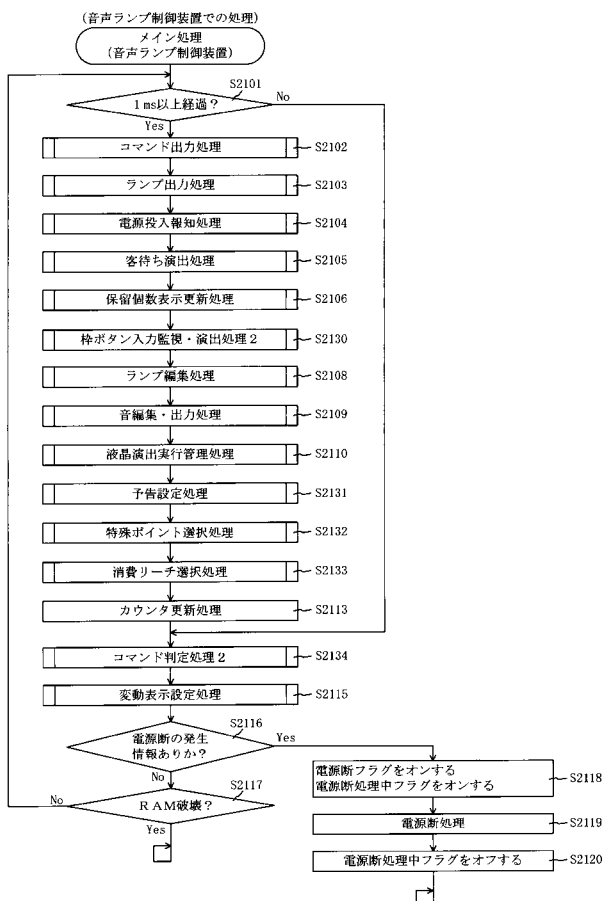 (音声ランプ制御装置での処理)
メイン処理
(音声ランプ制御装置)
S2101
1ms以上経過？
No
Yes
コマンド出力処理
S2102
ランプ出力処理
S2103
電源投入報知処理
S2104
客待ち演出処理
S2105
保留個数表示更新処理
S2106
枠ボタン入力監視・演出処理2
S2130
ランプ編集処理
S2108
音編集・出力処理
S2109
液晶演出実行管理処理
S2110
予告設定処理
S2131
特殊ポイント選択処理
S2132
消費リーチ選択処理
S2133
カウンタ更新処理
S2113
コマンド判定処理2
S2134
変動表示設定処理
S2115
S2116
電源断の発生
情報ありか？
Yes
No
S2117
RAM破壊？
No
Yes
電源断フラグをオンする
電源断処理中フラグをオンする
S2118
電源断処理
S2119
電源断処理中フラグをオフする
S2120